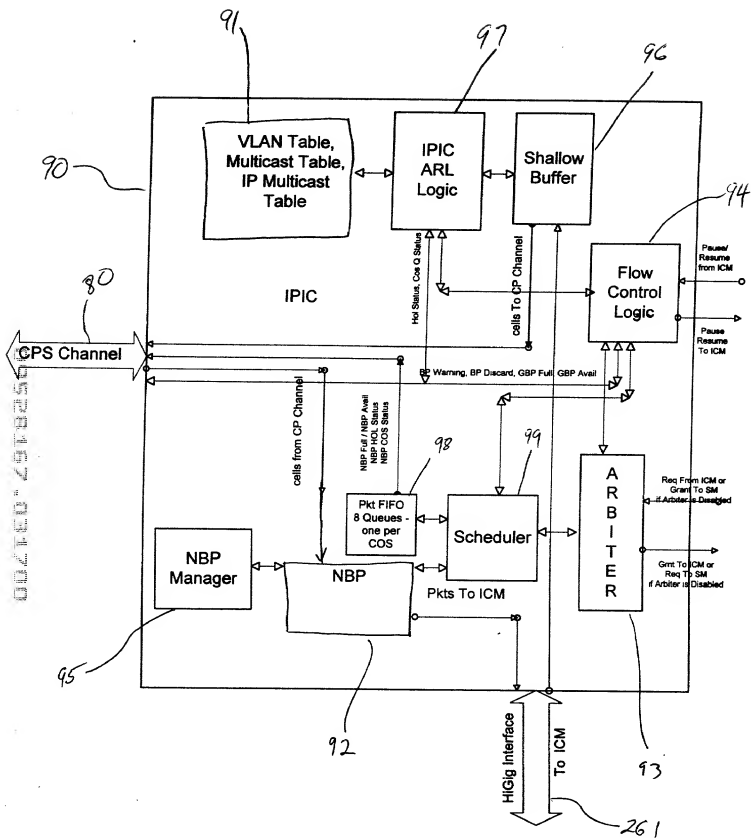 91
97
96
90
94
80
VLAN Table,
Multicast Table,
IP Multicast
Table
IPIC
ARL
Logic
Shallow
Buffer
Flow
Control
Logic
Pause/
Resume
from ICM
Pause
Resume
To ICM
IPIC
Hol Status, Cos Q Status
cells To CP Channel
CPS Channel
BP Warning, BP Discard, GBP Full, GBP Avail
cells from CP Channel
NBP Full / NBP Avail
NBP HOL Status
NBP COS Status
98
99
Pkt FIFO
8 Queues -
one per
COS
Scheduler
ARBITER
Req From ICM or
Grant To SM
if Arbiter is Disabled
Grnt To ICM or
Req To SM
if Arbiter is Disabled
NBP
Manager
NBP
Pkts To ICM
95
92
93
HiGig Interface
To ICM
261